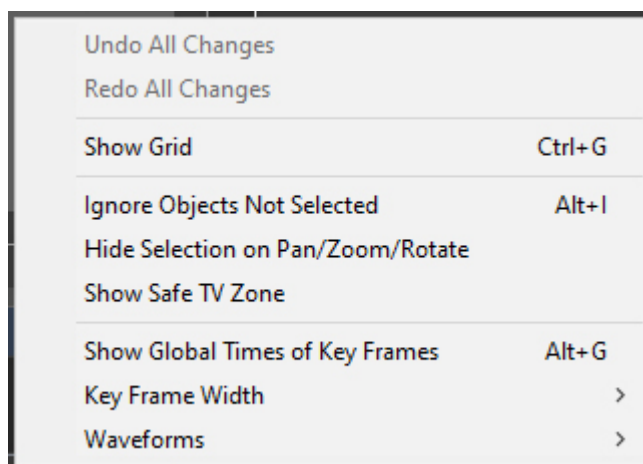 Undo All Changes
Redo All Changes
Show Grid Ctrl+G
Ignore Objects Not Selected Alt+I
Hide Selection on Pan/Zoom/Rotate
Show Safe TV Zone
Show Global Times of Key Frames Alt+G
Key Frame Width
Waveforms